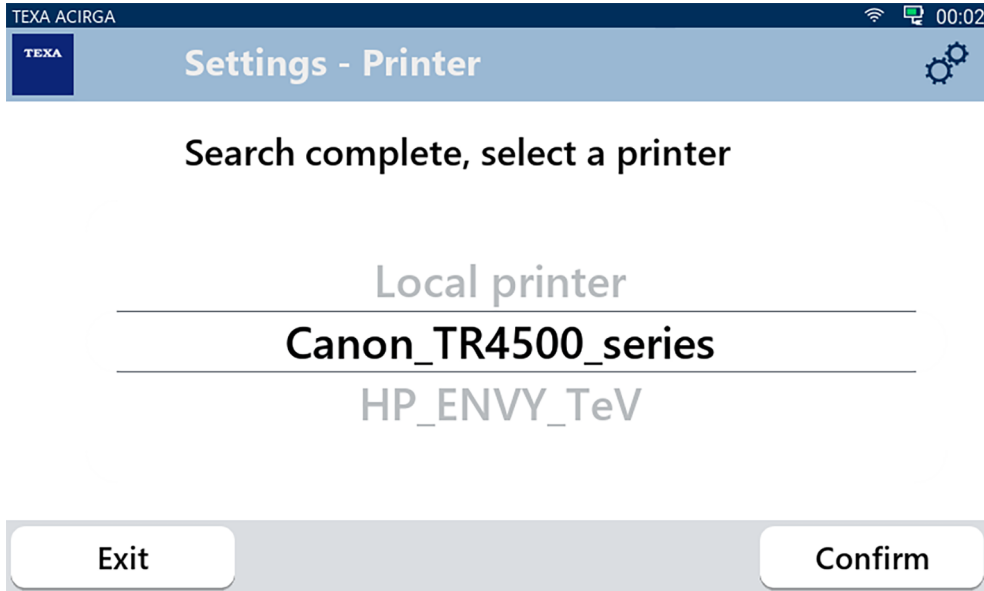 TEXA ACIRGA 00:02
TEXA Settings - Printer
Search complete, select a printer
Local printer
Canon_TR4500_series
HP_ENVY_TeV
Exit Confirm